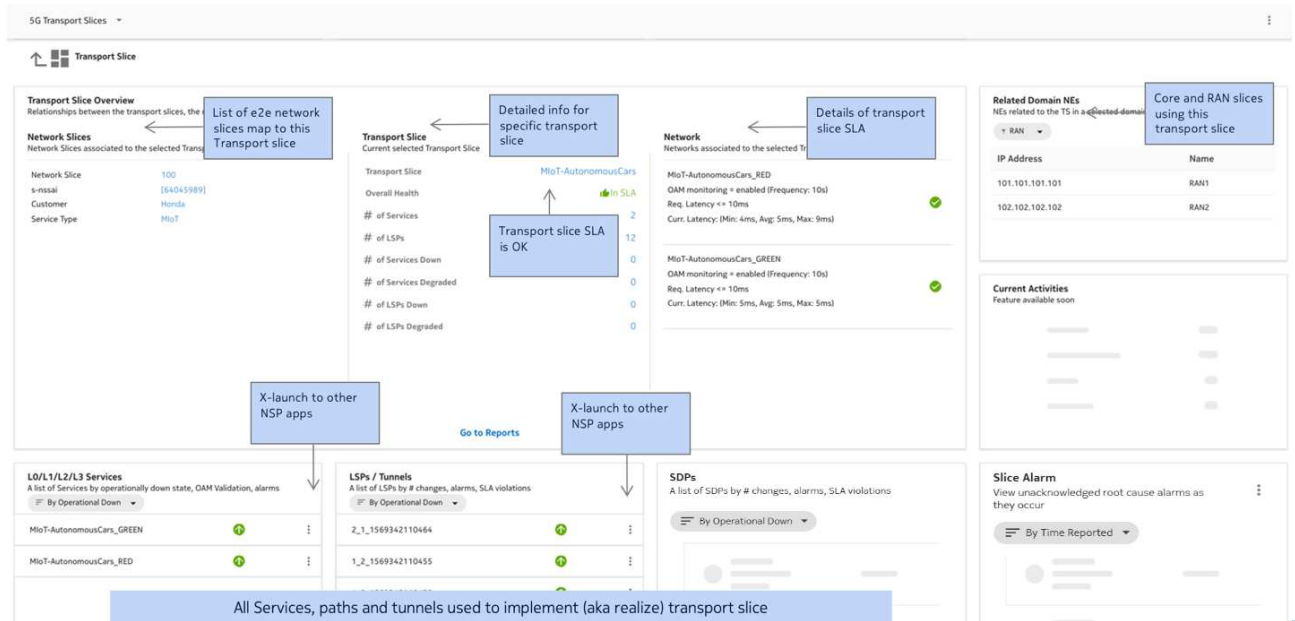 5G Transport Slices
Transport Slice
Transport Slice Overview
Relationships between the transport slices, the
Network Slices
Network Slices associated to the selected Trans
Network Slice 100
s-nssai [64045989]
Customer Honda
Service Type MIoT
List of e2e network
slices map to this
Transport slice
Transport Slice
Current selected Transport Slice
Transport Slice MIoT-AutonomousCars
Overall Health In SLA
# of Services 2
# of LSPs 12
# of Services Down 0
# of Services Degraded 0
# of LSPs Down 0
# of LSPs Degraded 0
Detailed info for
specific transport
slice
Transport slice SLA
is OK
Network
Networks associated to the selected Tr
MIoT-AutonomousCars_RED
OAM monitoring = enabled (Frequency: 10s)
Req. Latency <= 10ms
Curr. Latency: (Min: 4ms, Avg: 5ms, Max: 9ms)
MIoT-AutonomousCars_GREEN
OAM monitoring = enabled (Frequency: 10s)
Req. Latency <= 10ms
Curr. Latency: (Min: 5ms, Avg: 5ms, Max: 5ms)
Details of transport
slice SLA
Go to Reports
Related Domain NEs
NEs related to the TS in a selected domain
RAN
IP Address Name
101.101.101.101 RAN1
102.102.102.102 RAN2
Core and RAN slices
using this
transport slice
Current Activities
Feature available soon
X-launch to other
NSP apps
X-launch to other
NSP apps
L0/L1/L2/L3 Services
A list of Services by operationally down state, OAM Validation, alarms
By Operational Down
MIoT-AutonomousCars_GREEN
MIoT-AutonomousCars_RED
LSPs / Tunnels
A list of LSPs by # changes, alarms, SLA violations
By Operational Down
2_1_1569342110464
1_2_1569342110455
SDPs
A list of SDPs by # changes, alarms, SLA violations
By Operational Down
Slice Alarm
View unacknowledged root cause alarms as
they occur
By Time Reported
All Services, paths and tunnels used to implement (aka realize) transport slice